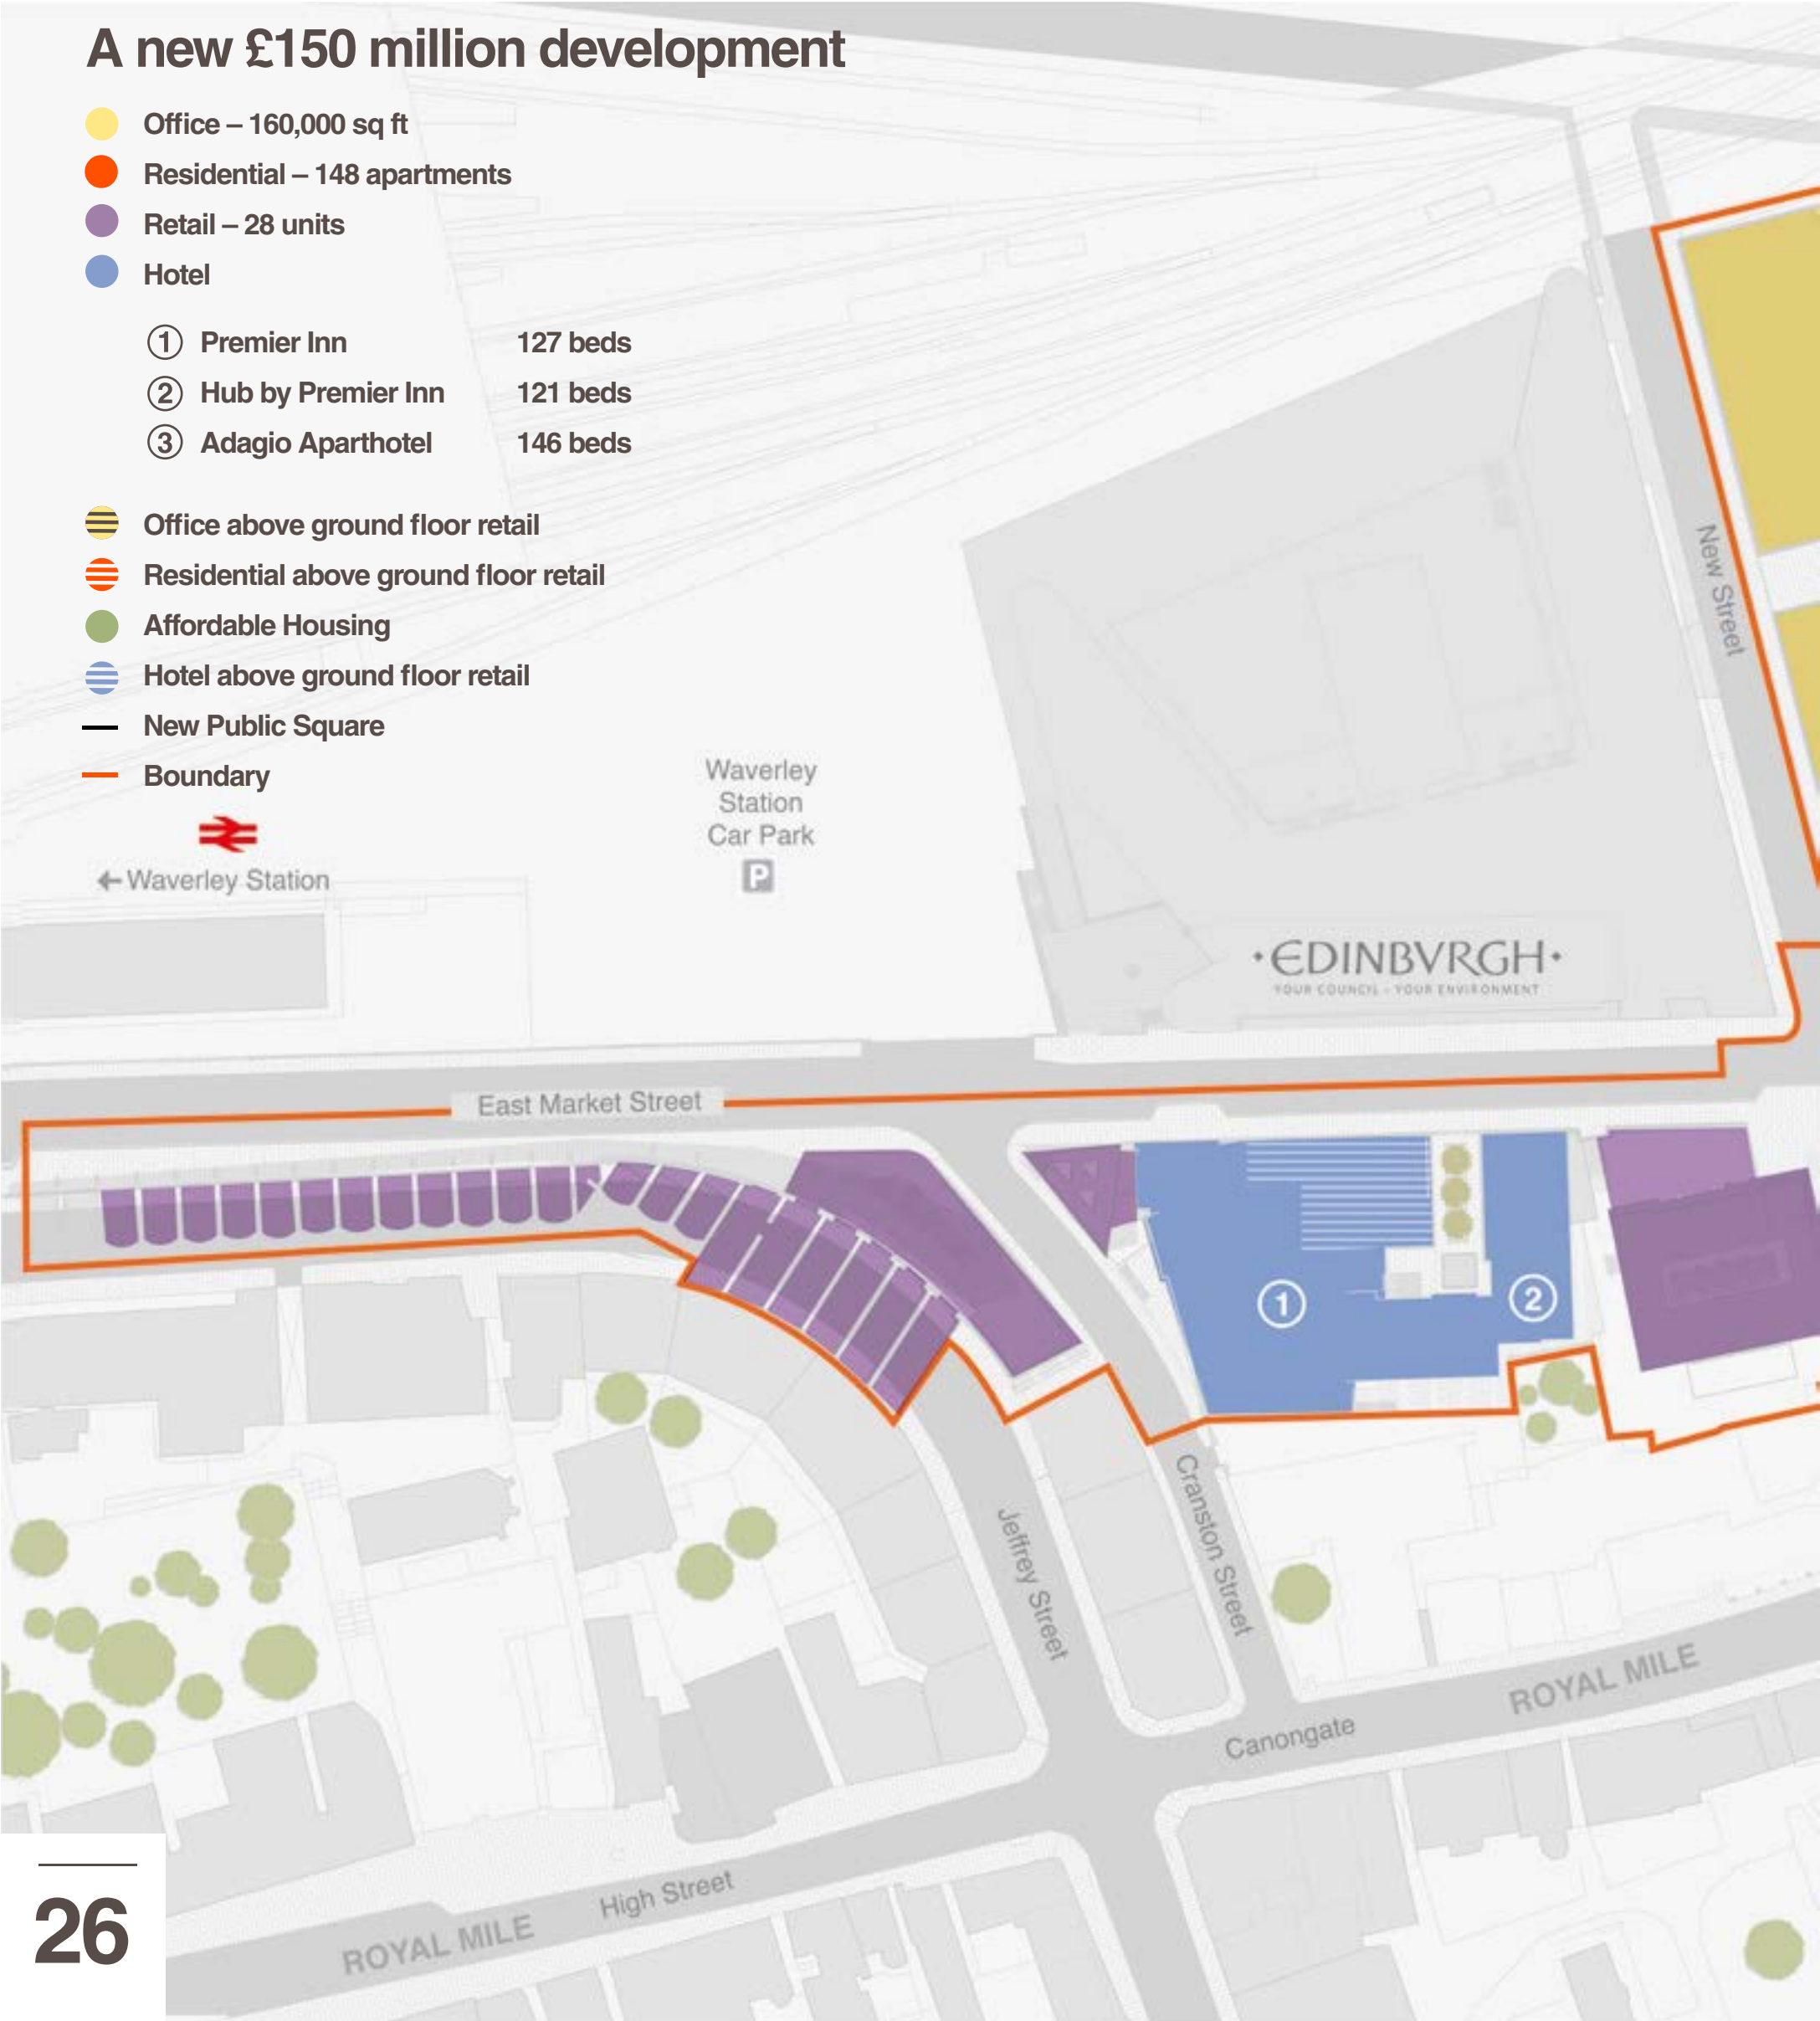 A new £150 million development
Office – 160,000 sq ft
Residential – 148 apartments
Retail – 28 units
Hotel
1 Premier Inn 127 beds
2 Hub by Premier Inn 121 beds
3 Adagio Aparthotel 146 beds
Office above ground floor retail
Residential above ground floor retail
Affordable Housing
Hotel above ground floor retail
New Public Square
Boundary
Waverley
Station
Car Park
P
←Waverley Station
New Street
•EDINBVRGH•
YOUR COUNCIL - YOUR ENVIRONMENT
East Market Street
1
2
Jeffrey Street
Cranston Street
ROYAL MILE
Canongate
High Street
ROYAL MILE
26